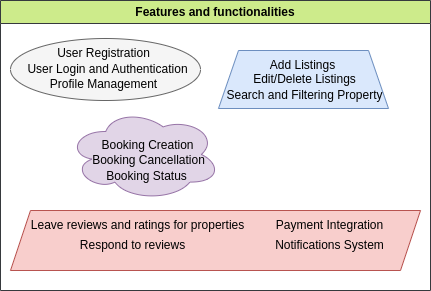 Features and functionalities
User Registration
User Login and Authentication
Profile Management
Add Listings
Edit/Delete Listings
Search and Filtering Property
Booking Creation
Booking Cancellation
Booking Status
Leave reviews and ratings for properties
Respond to reviews
Payment Integration
Notifications System